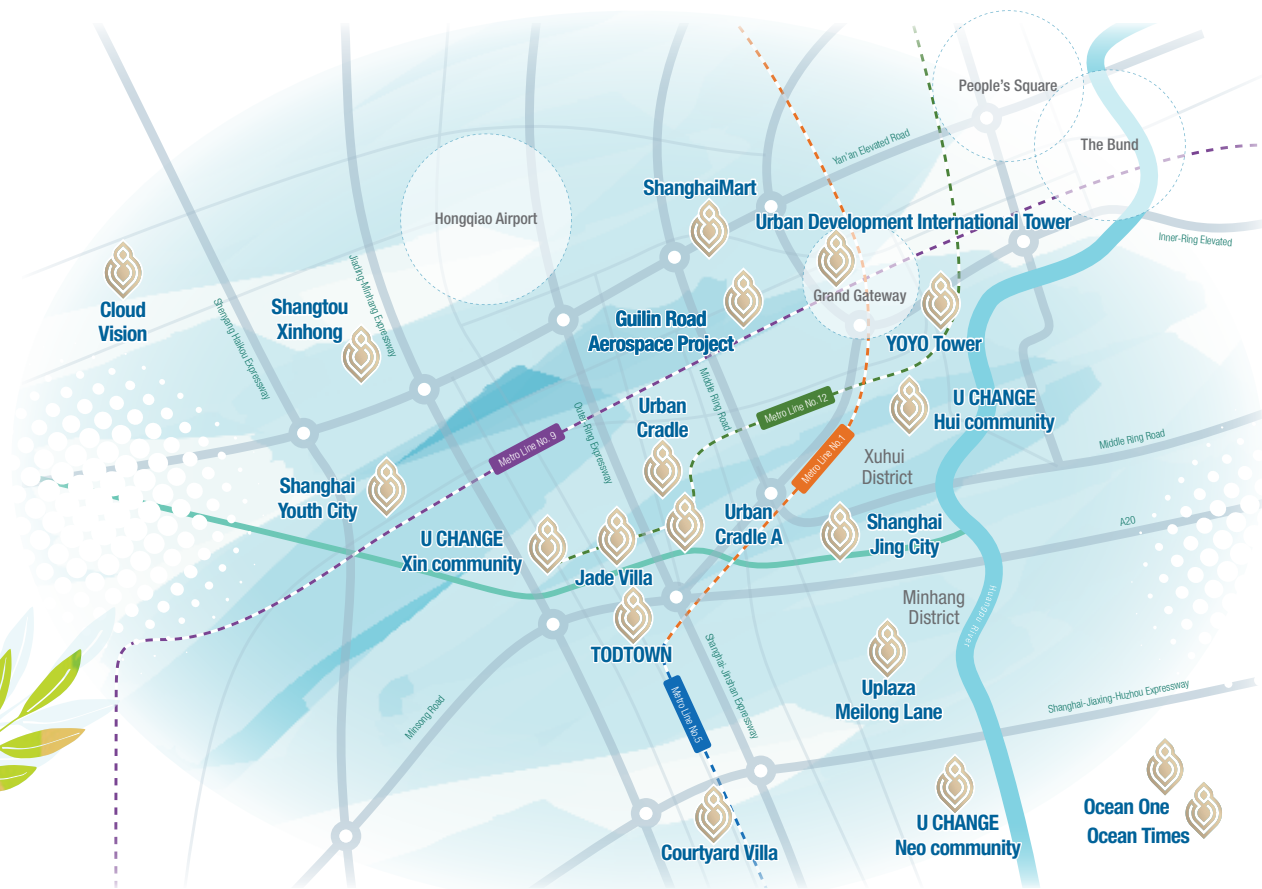 People's Square
The Bund
Yan'an Elevated Road
Hongqiao Airport
ShanghaiMart
Urban Development International Tower
Inner-Ring Elevated
Cloud
Vision
Shangtou
Xinhong
Jiading-Minhang Expressway
Shenyang Haikou Expressway
Guilin Road
Aerospace Project
Grand Gateway
YOYO Tower
Middle Ring Road
Outer-Ring Expressway
Urban
Cradle
Metro Line No.12
U CHANGE
Hui community
Metro Line No. 9
Metro Line No.1
Xuhui
District
Middle Ring Road
Shanghai
Youth City
U CHANGE
Xin community
Urban
Cradle A
Shanghai
Jing City
A20
Jade Villa
TODTOWN
Minhang
District
Huangpu River
Shanghai-Jinshan Expressway
Minsong Road
Metro Line No.5
Uplaza
Meilong Lane
Shanghai-Jiaxing-Huzhou Expressway
Courtyard Villa
U CHANGE
Neo community
Ocean One
Ocean Times